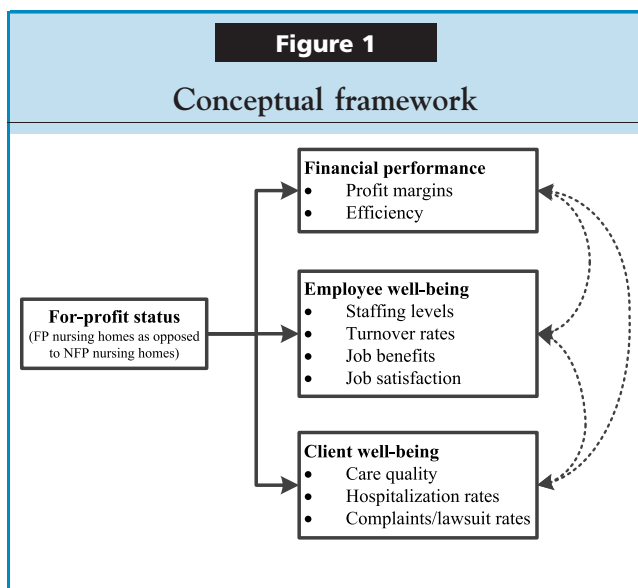 Figure 1
Conceptual framework
Financial performance
• Profit margins
• Efficiency
For-profit status
(FP nursing homes as opposed
to NFP nursing homes)
Employee well-being
• Staffing levels
• Turnover rates
• Job benefits
• Job satisfaction
Client well-being
• Care quality
• Hospitalization rates
• Complaints/lawsuit rates